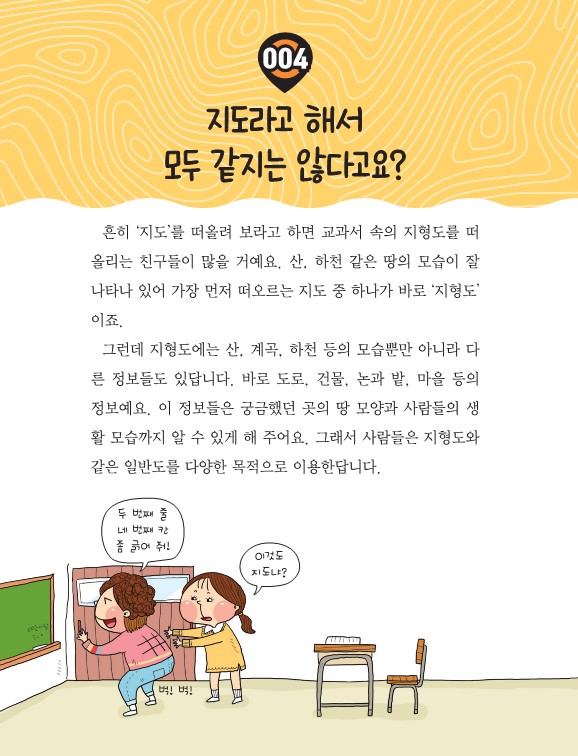 004
지도라고 해서
모두 같지는 않다고요?
흔히 ‘지도’를 떠올려 보라고 하면 교과서 속의 지형도를 떠
올리는 친구들이 많을 거예요. 산, 하천 같은 땅의 모습이 잘
나타나 있어 가장 먼저 떠오르는 지도 중 하나가 바로 ‘지형도’
이죠.
그런데 지형도에는 산, 계곡, 하천 등의 모습뿐만 아니라 다
른 정보들도 있답니다. 바로 도로, 건물, 논과 밭, 마을 등의
정보예요. 이 정보들은 궁금했던 곳의 땅 모양과 사람들의 생
활 모습까지 알 수 있게 해 주어요. 그래서 사람들은 지형도와
같은 일반도를 다양한 목적으로 이용한답니다.
두 번째 줄
네 번째 칸
좀 긁어 줘!
이것도
지도냐?
벅! 벅!